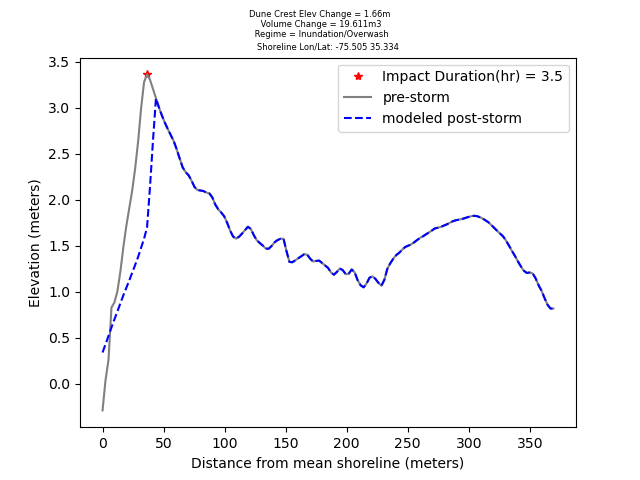 Dune Crest Elev Change = 1.66m
Volume Change = 19.611m3
Regime = Inundation/Overwash
Shoreline Lon/Lat: -75.505 35.334
Impact Duration(hr) = 3.5
pre-storm
modeled post-storm
Elevation (meters)
3.5
3.0
2.5
2.0
1.5
1.0
0.5
0.0
0 50 100 150 200 250 300 350
Distance from mean shoreline (meters)